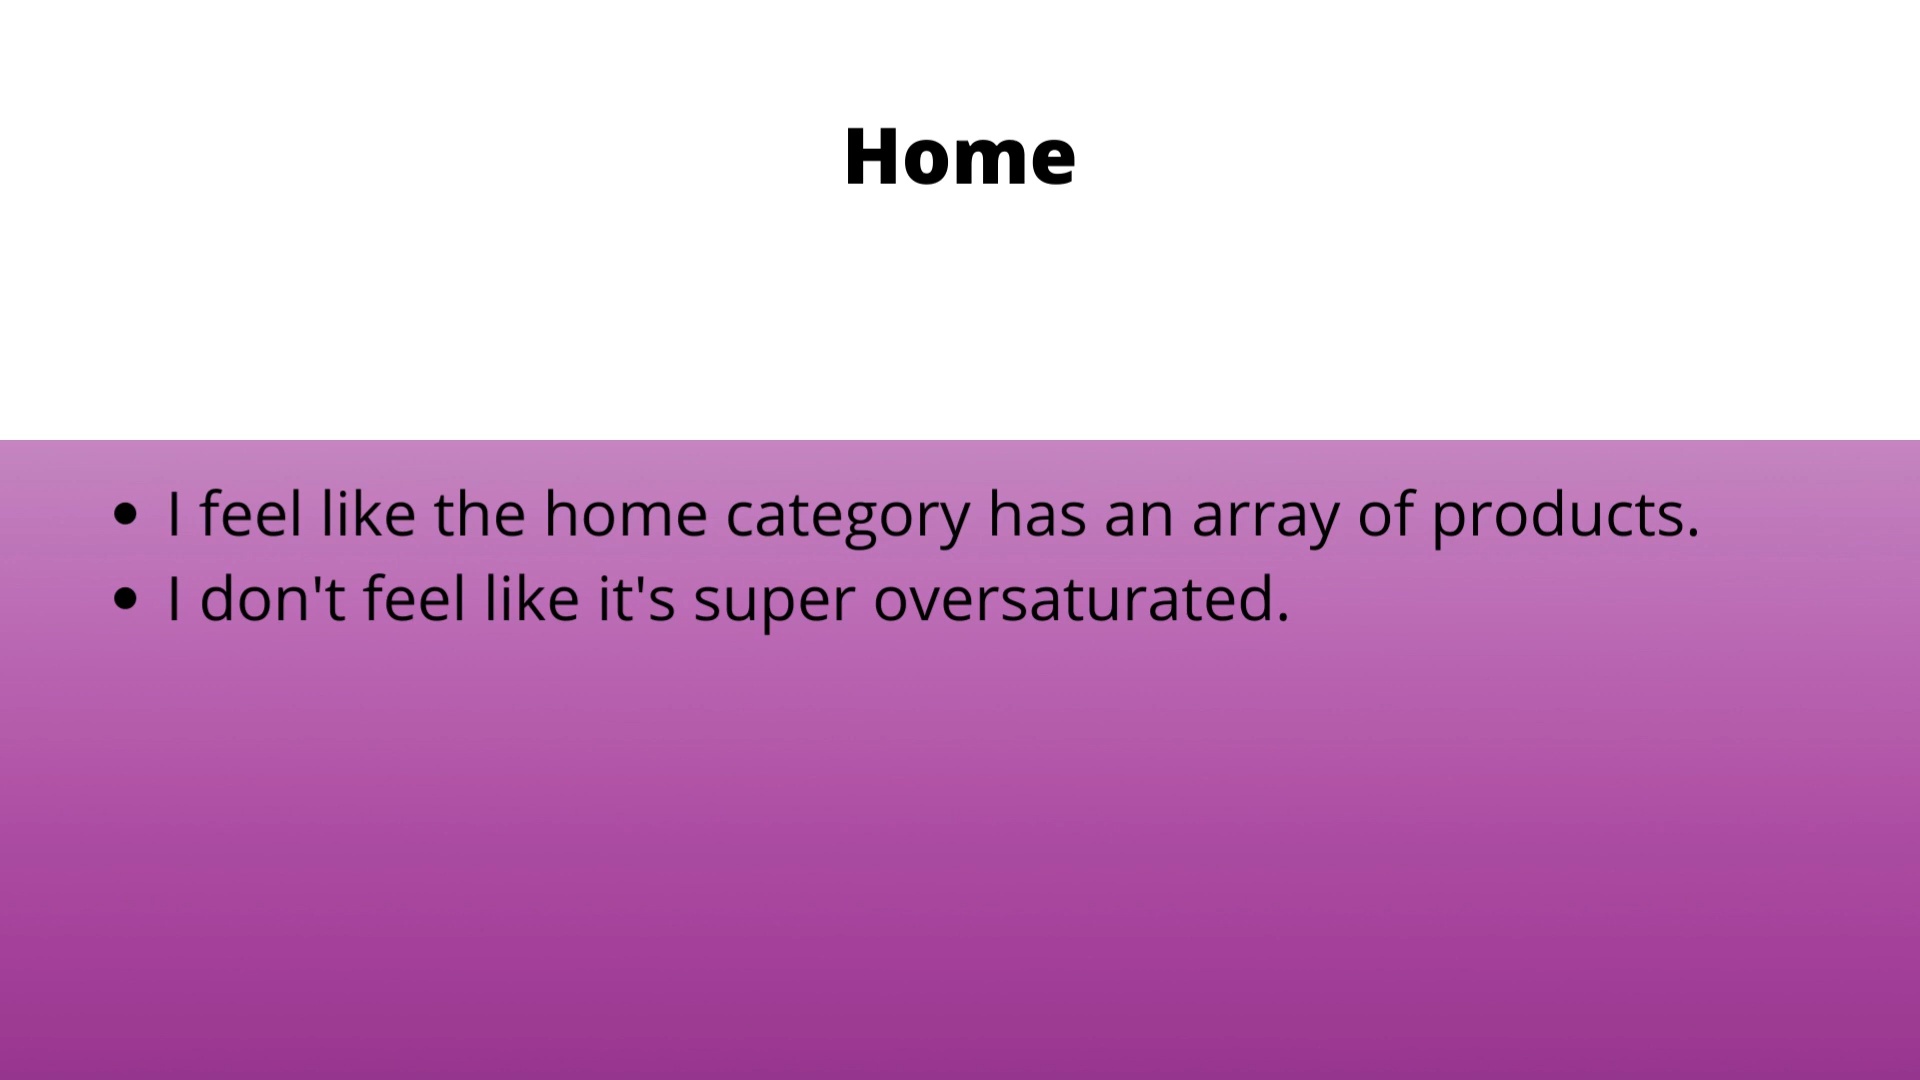 Home
• I feel like the home category has an array of products.
• I don't feel like it's super oversaturated.